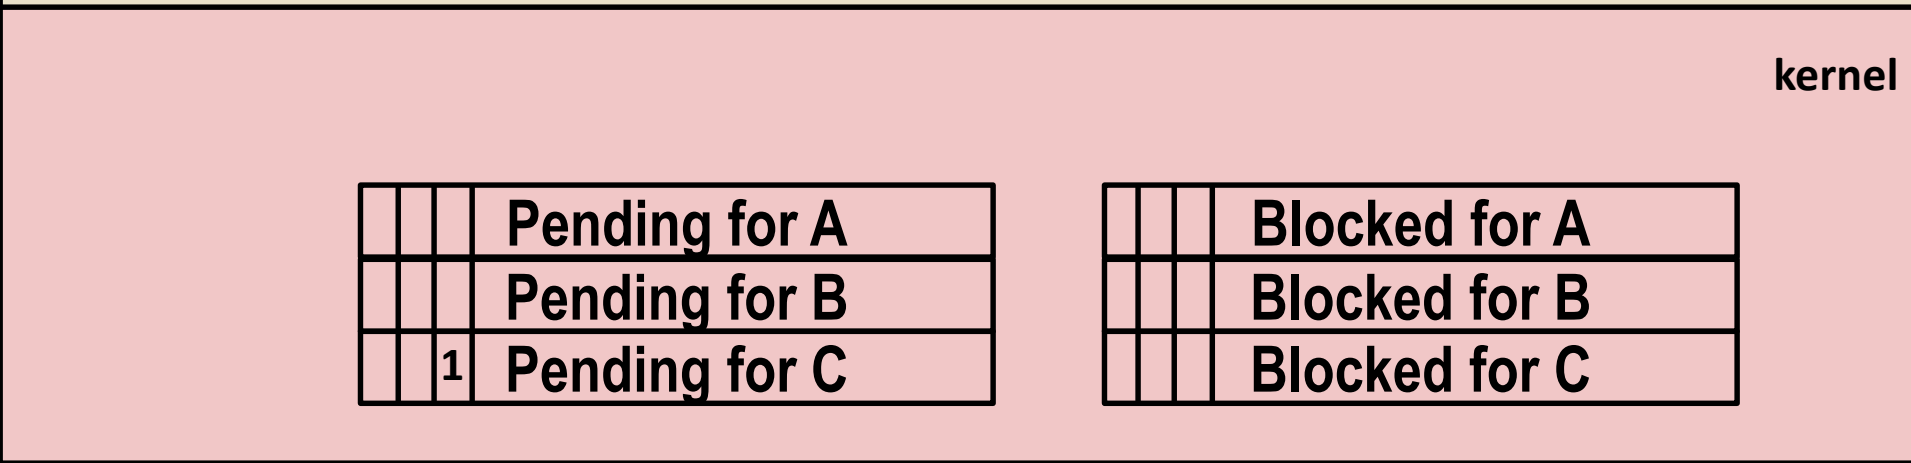 kernel
Pending for A
Blocked for A
Pending for B
Blocked for B
1 Pending for C
Blocked for C